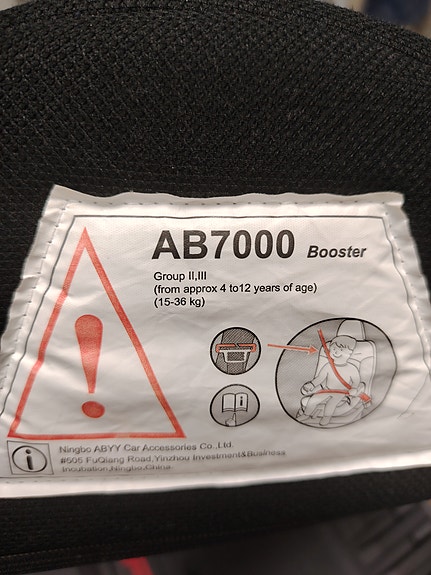 AB7000 Booster
Group II,III
(from approx 4 to12 years of age)
(15-36 kg)
Ningbo ABYY Car Accessories Co.,Ltd.
#505 FuQiang Road,Yinzhou Investment&Business
Incubation,Ningbo,China